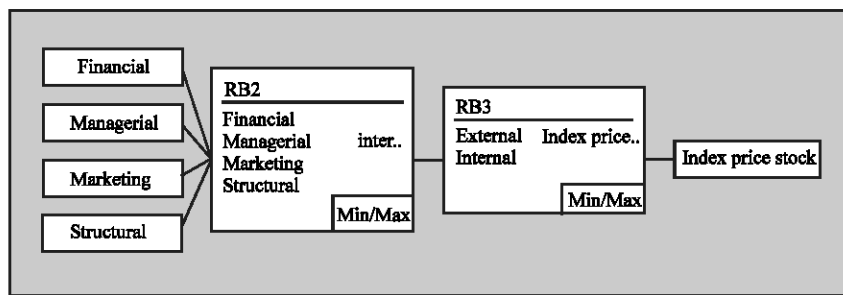 Financial
Managerial
Marketing
Structural
RB2
Financial
Managerial inter..
Marketing
Structural
Min/Max
RB3
External Index price..
Internal
Min/Max
Index price stock